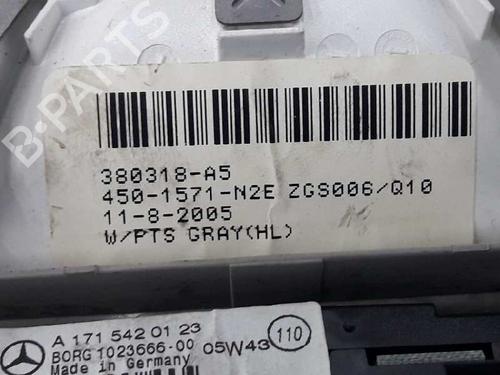 B-PARTS
380318-A5
450-1571-N2E ZGS006/Q10
11-8-2005
W/PTS GRAY(HL)
A 171 542 01 23
BORG 1023666-00 05W43 110
Made in Germany